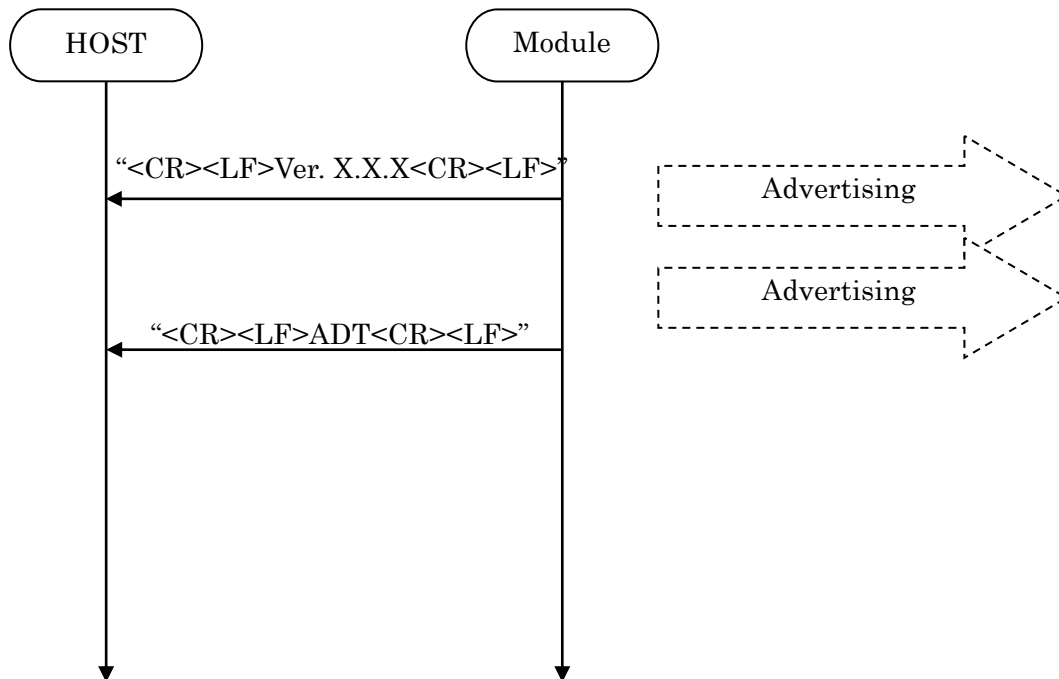 HOST
Module
“<CR><LF>Ver. X.X.X<CR><LF>”
Advertising
Advertising
“<CR><LF>ADT<CR><LF>”